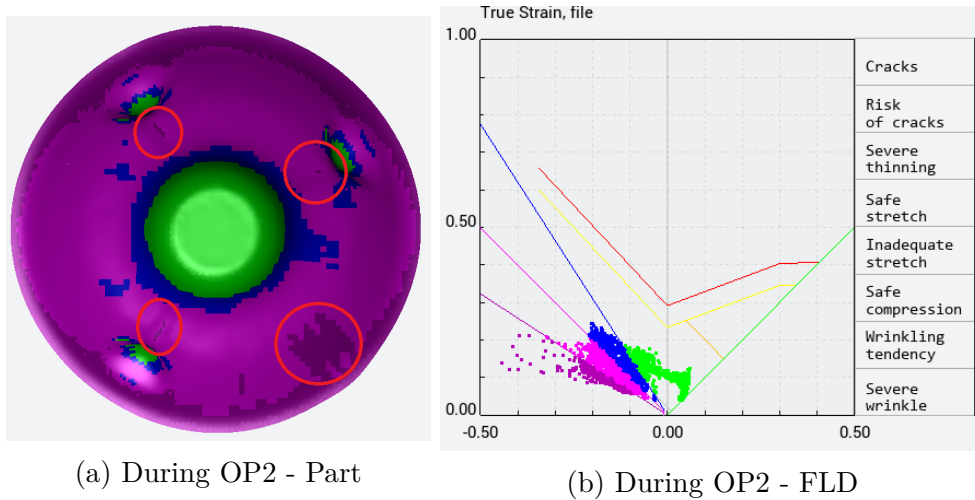 True Strain, file
1.00
0.50
0.00
-0.50
0.00
0.50
Cracks
Risk
of cracks
Severe
thinning
Safe
stretch
Inadequate
stretch
Safe
compression
Wrinkling
tendency
Severe
wrinkle
(a) During OP2 - Part
(b) During OP2 - FLD